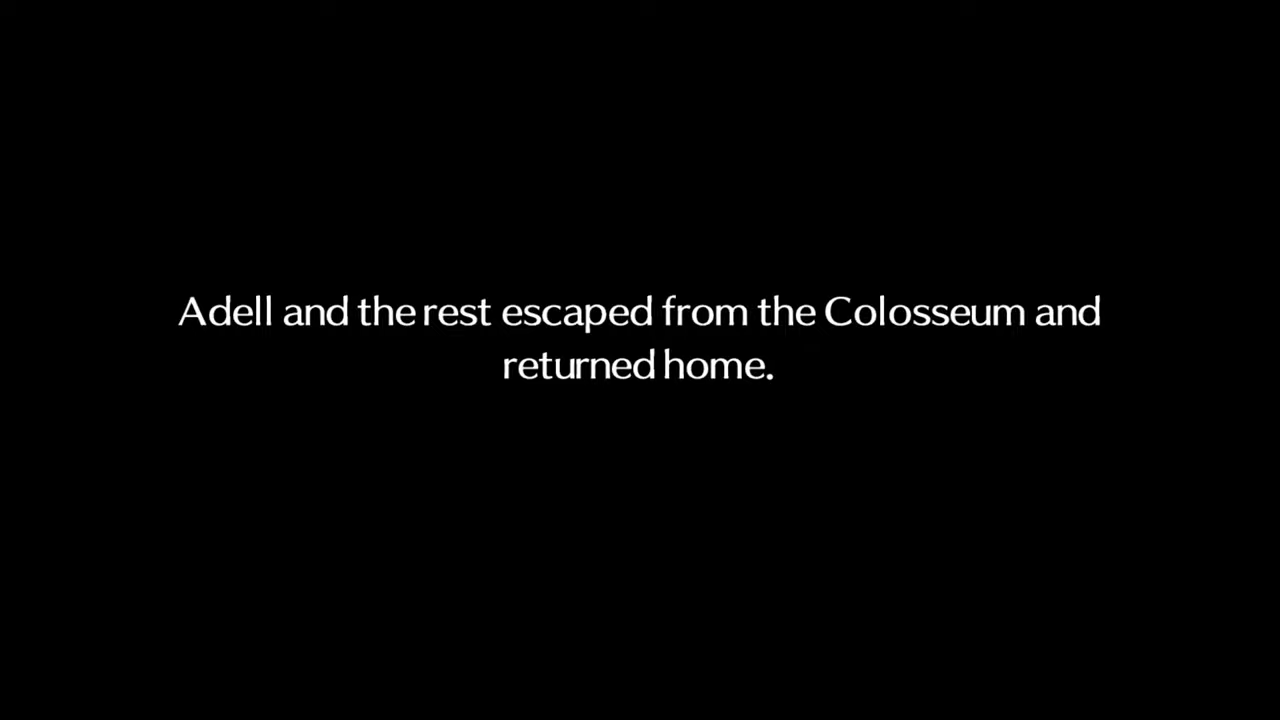 Adell and the rest escaped from the Colosseum and
returned home.